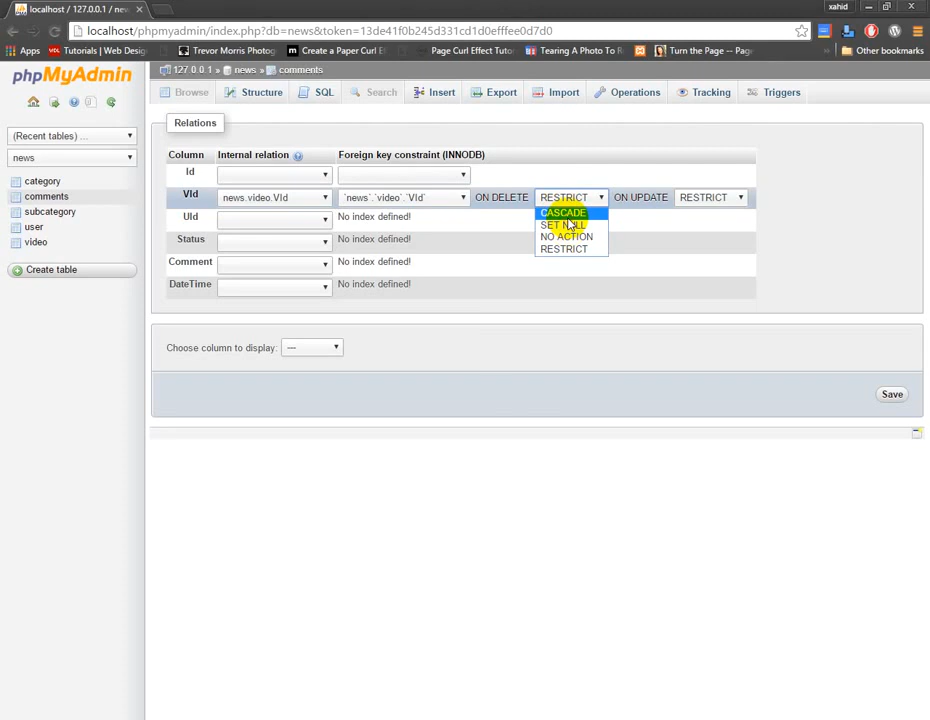 localhost / 127.0.0.1 / new
xahid
localhost/phpmyadmin/index.php?db=news&token=13de41f0b245d331cd1d0efffee0d7d0
Apps
Tutorials | Web Desig
Trevor Morris Photog
Create a Paper Curl Ef
Page Curl Effect Tuto
Tearing A Photo To R
Turn the Page -- Page
»
Other bookmarks
phpMyAdmin
127.0.0.1 » news » comments
Browse Structure SQL Search Insert Export Import Operations Tracking Triggers
(Recent tables) ...
news
category
comments
subcategory
user
video
Create table
Relations
Column Internal relation Foreign key constraint (INNODB)
Id
VId news.video.VId `news`.`video`.`VId` ON DELETE RESTRICT ON UPDATE RESTRICT
CASCADE
SET NULL
NO ACTION
RESTRICT
UId No index defined!
Status No index defined!
Comment No index defined!
DateTime No index defined!
Choose column to display: ---
Save